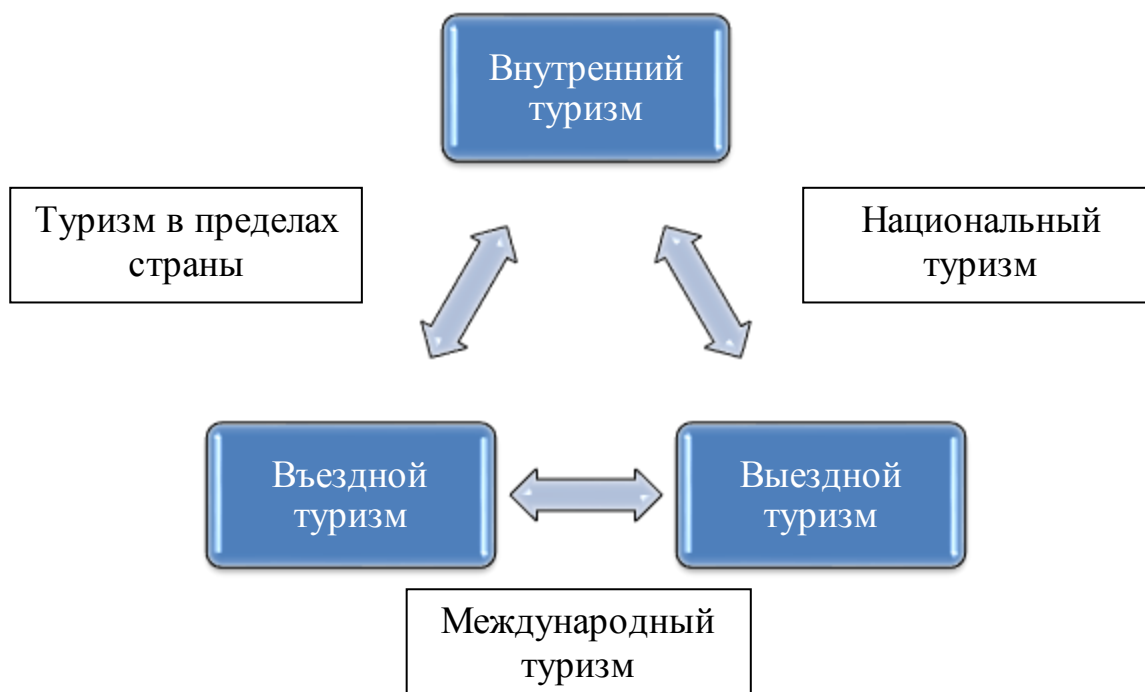 Внутренний
туризм
Туризм в пределах
страны
Национальный
туризм
Въездной
туризм
Выездной
туризм
Международный
туризм